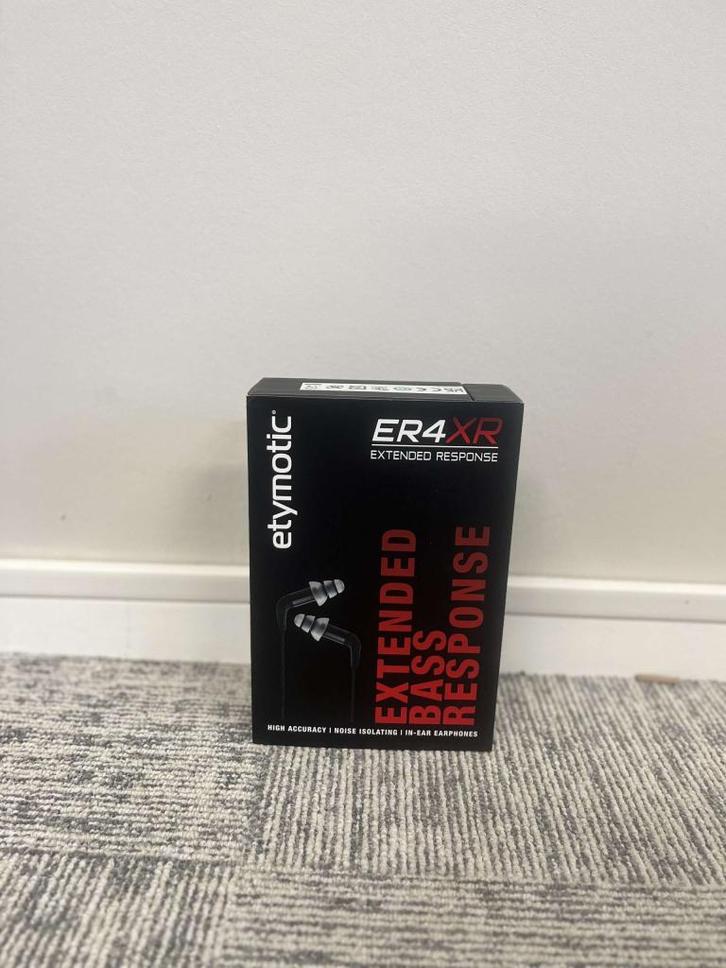 etymotic®
ER4XR
EXTENDED RESPONSE
EXTENDED
BASS
RESPONSE
HIGH ACCURACY | NOISE ISOLATING | IN-EAR EARPHONES